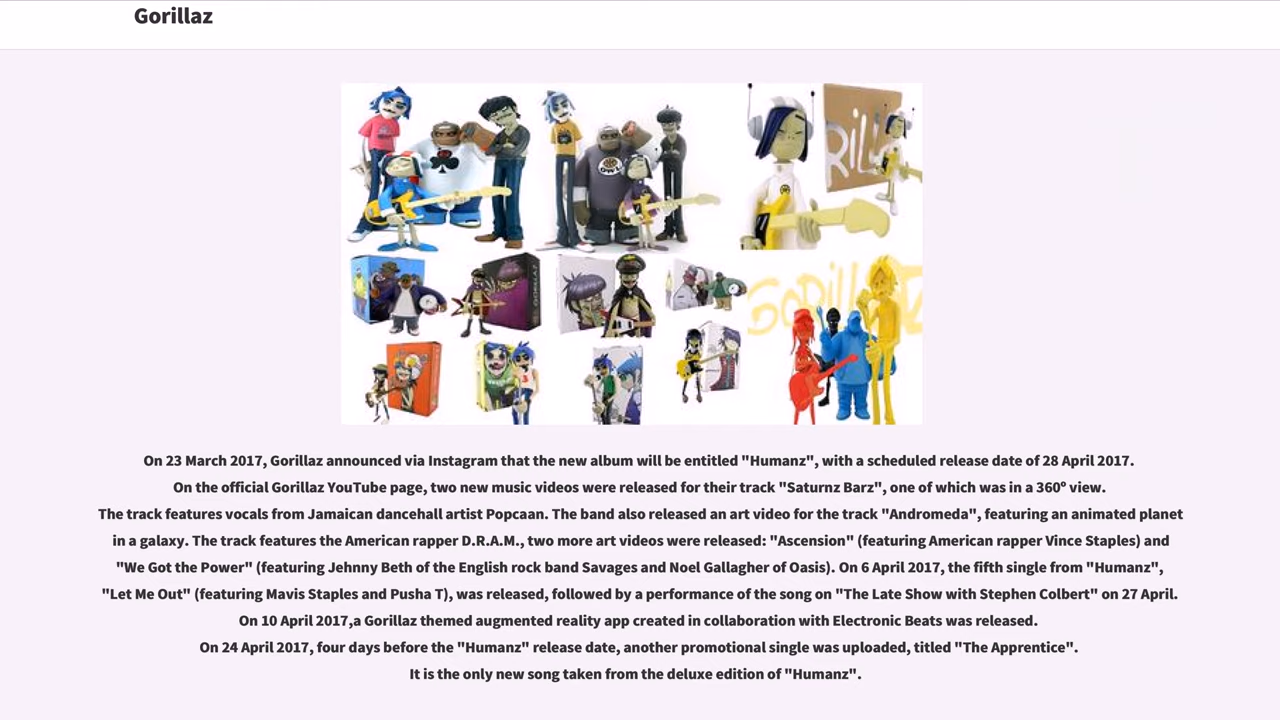 Gorillaz
RILL
GORILLAZ
On 23 March 2017, Gorillaz announced via Instagram that the new album will be entitled "Humanz", with a scheduled release date of 28 April 2017.
On the official Gorillaz YouTube page, two new music videos were released for their track "Saturnz Barz", one of which was in a 360º view.
The track features vocals from Jamaican dancehall artist Popcaan. The band also released an art video for the track "Andromeda", featuring an animated planet
in a galaxy. The track features the American rapper D.R.A.M., two more art videos were released: "Ascension" (featuring American rapper Vince Staples) and
"We Got the Power" (featuring Jehnny Beth of the English rock band Savages and Noel Gallagher of Oasis). On 6 April 2017, the fifth single from "Humanz",
"Let Me Out" (featuring Mavis Staples and Pusha T), was released, followed by a performance of the song on "The Late Show with Stephen Colbert" on 27 April.
On 10 April 2017,a Gorillaz themed augmented reality app created in collaboration with Electronic Beats was released.
On 24 April 2017, four days before the "Humanz" release date, another promotional single was uploaded, titled "The Apprentice".
It is the only new song taken from the deluxe edition of "Humanz".